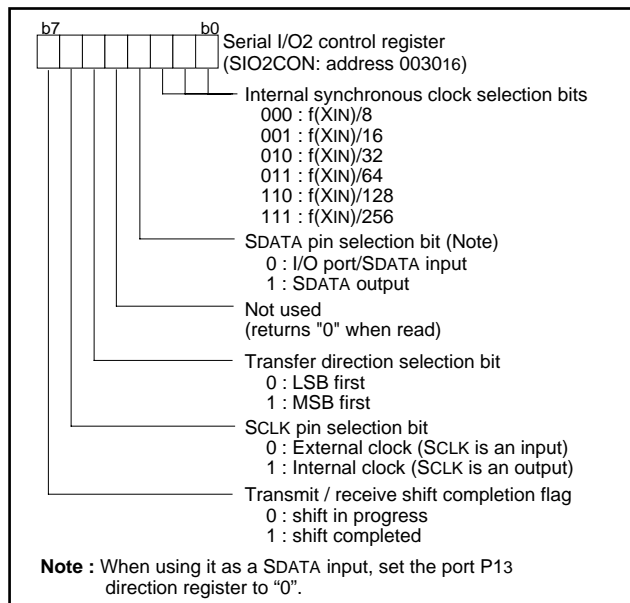 b7 b0
Serial I/O2 control register
(SIO2CON: address 003016)
Internal synchronous clock selection bits
000 : f(XIN)/8
001 : f(XIN)/16
010 : f(XIN)/32
011 : f(XIN)/64
110 : f(XIN)/128
111 : f(XIN)/256
SDATA pin selection bit (Note)
0 : I/O port/SDATA input
1 : SDATA output
Not used
(returns "0" when read)
Transfer direction selection bit
0 : LSB first
1 : MSB first
SCLK pin selection bit
0 : External clock (SCLK is an input)
1 : Internal clock (SCLK is an output)
Transmit / receive shift completion flag
0 : shift in progress
1 : shift completed
Note : When using it as a SDATA input, set the port P13
direction register to “0”.